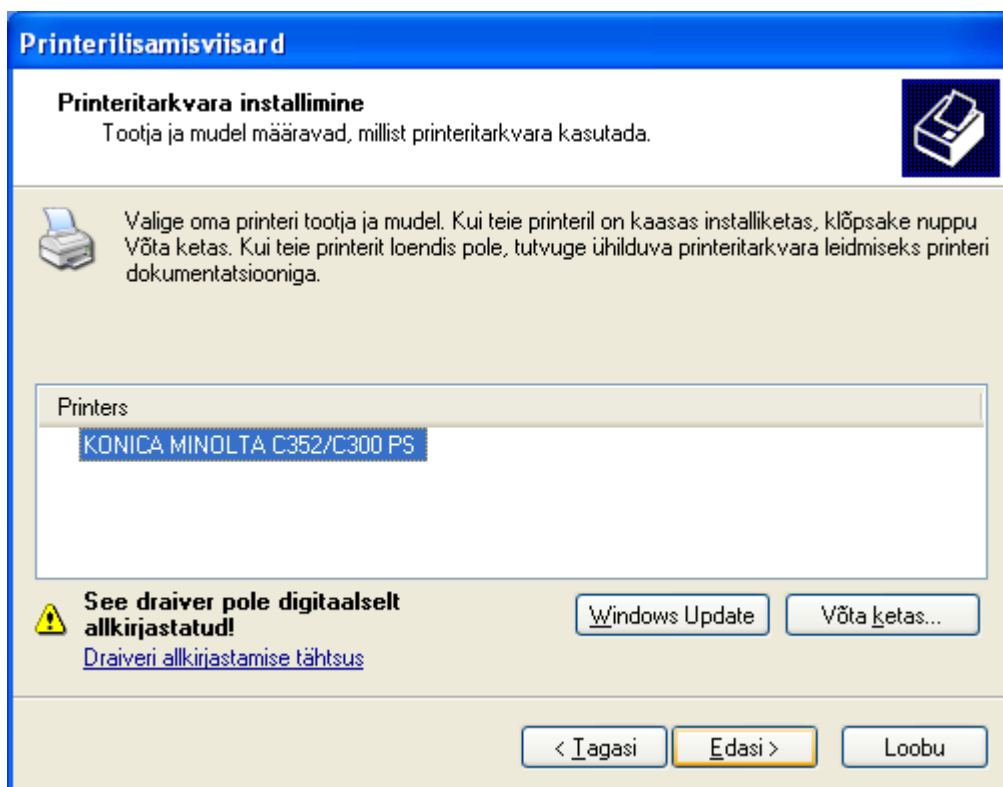 Printerilisamisviisard
Printeritarkvara installimine
Tootja ja mudel määravad, millist printeritarkvara kasutada.
Valige oma printeri tootja ja mudel. Kui teie printeril on kaasas installiketas, klõpsake nuppu
Võta ketas. Kui teie printerit loendis pole, tutvuge ühilduva printeritarkvara leidmiseks printeri
dokumentatsiooniga.
Printers
KONICA MINOLTA C352/C300 PS
See draiver pole digitaalselt
allkirjastatud!
Draiveri allkirjastamise tähtsus
Windows Update
Võta ketas...
< Tagasi
Edasi >
Loobu